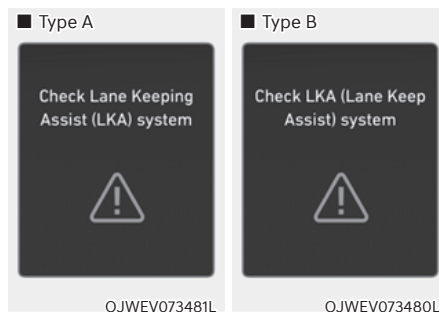 ■ Type A
Check Lane Keeping
Assist (LKA) system
OJWEV073481L
■ Type B
Check LKA (Lane Keep
Assist) system
OJWEV073480L